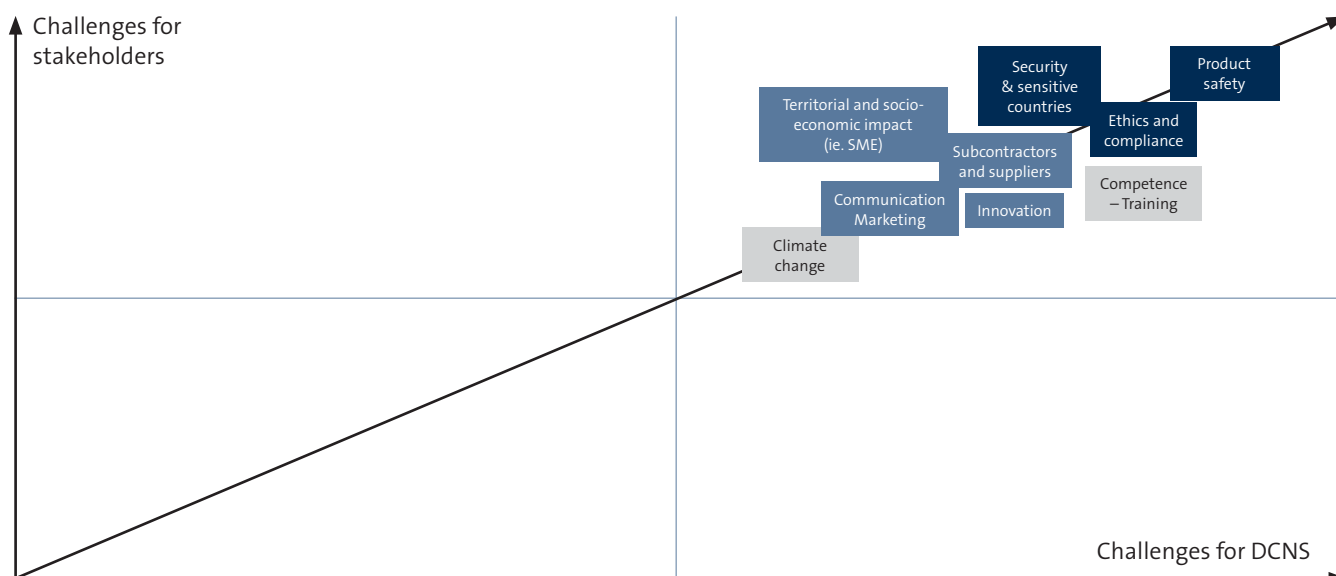 Challenges for
stakeholders
Security
& sensitive
countries
Product
safety
Territorial and socio-
economic impact
(ie. SME)
Ethics and
compliance
Subcontractors
and suppliers
Competence
– Training
Communication
Marketing
Innovation
Climate
change
Challenges for DCNS